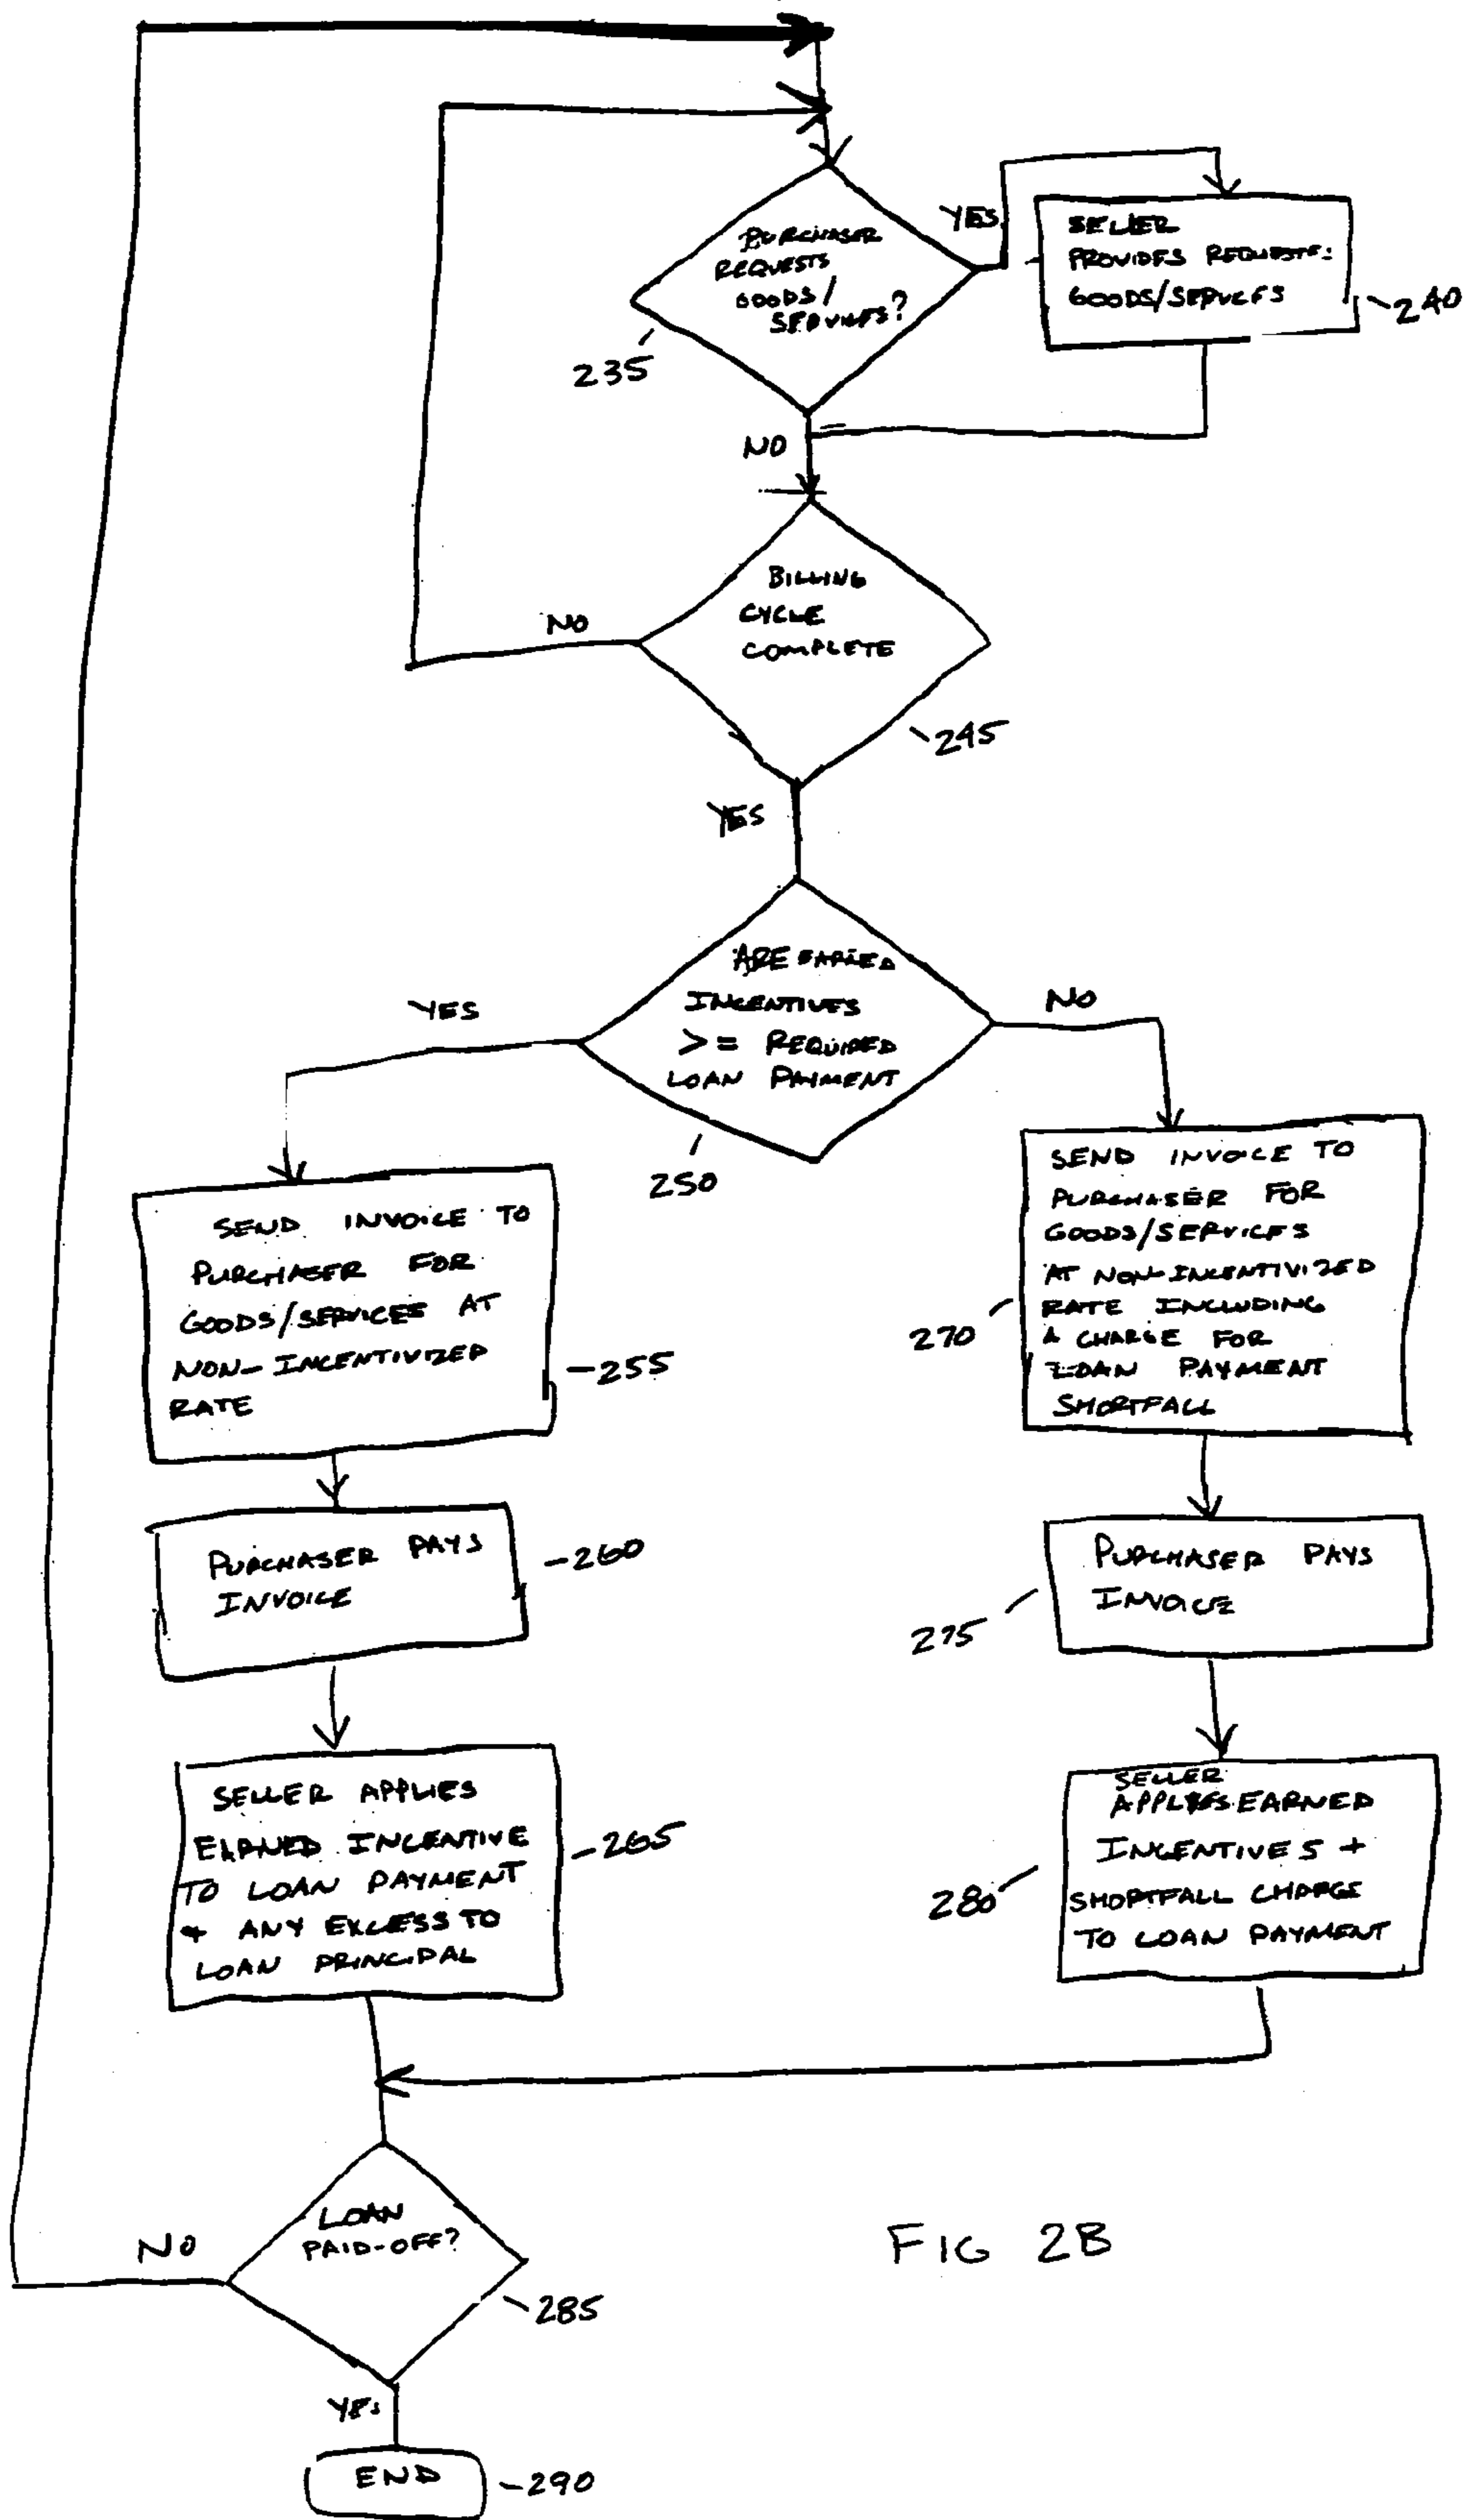 YES
PURCHASER
REQUESTS
GOODS/
SERVICES?
235
SELLER
PROVIDES REQUESTE:
GOODS/SERVICES
240
NO
BILLING
CYCLE
COMPLETE
NO
245
YES
ARE EARNED
INCENTIVES
>= REQUIRED
LOAN PAYMENT
YES
NO
250
SEND INVOICE TO
PURCHASER FOR
GOODS/SERVICES AT
NON-INCENTIVIZED
RATE
255
SEND INVOICE TO
PURCHASER FOR
GOODS/SERVICES
AT NON-INCENTIVIZED
RATE INCLUDING
A CHARGE FOR
LOAN PAYMENT
SHORTFALL
270
PURCHASER PAYS
INVOICE
260
PURCHASER PAYS
INVOICE
275
SELLER APPLIES
EARNED INCENTIVE
TO LOAN PAYMENT
+ ANY EXCESS TO
LOAN PRINCIPAL
265
SELLER
APPLIES EARNED
INCENTIVES +
SHORTFALL CHARGE
TO LOAN PAYMENT
280
LOAN
PAID-OFF?
NO
285
YES
END
290
FIG 2B